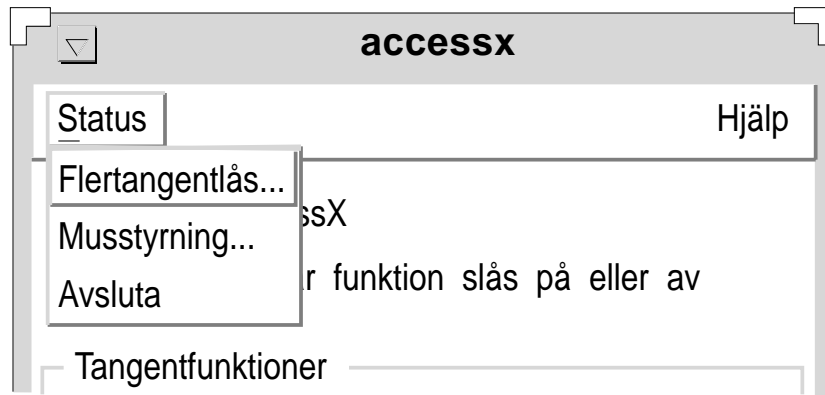 accessx
Status Hjälp
Flertangentlås...
ssX
Musstyrning...
funktion slås på eller av
Avsluta
Tangentfunktioner